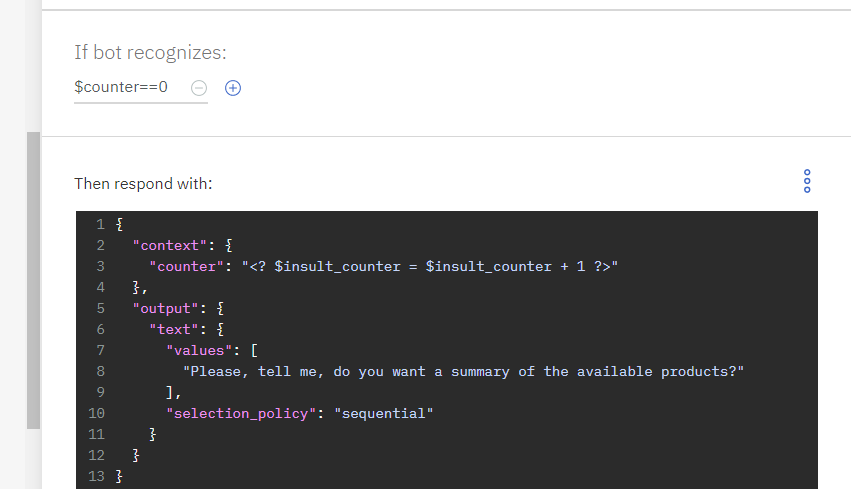 If bot recognizes:
$counter==0
Then respond with:
1 {
2   "context": {
3     "counter": "<? $insult_counter = $insult_counter + 1 ?>"
4   },
5   "output": {
6     "text": {
7       "values": [
8         "Please, tell me, do you want a summary of the available products?"
9       ],
10       "selection_policy": "sequential"
11     }
12   }
13 }